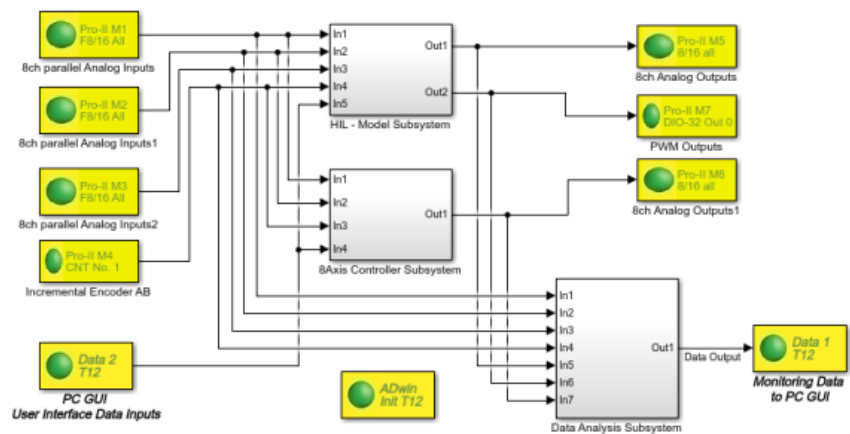 Pro-II M1
F8/16 All
8ch parallel Analog Inputs
Pro-II M2
F8/16 All
8ch parallel Analog Inputs1
Pro-II M3
F8/16 All
8ch parallel Analog Inputs2
Pro-II M4
CNT No. 1
Incremental Encoder AB
Data 2
T12
PC GUI
User Interface Data Inputs
In1
In2
In3
In4
In5
Out1
Out2
HIL - Model Subsystem
In1
In2
In3
In4
Out1
8Axis Controller Subsystem
ADwin
Init T12
In1
In2
In3
In4
In5
In6
In7
Out1
Data Analysis Subsystem
Data Output
Pro-II M5
8/16 all
8ch Analog Outputs
Pro-II M7
DIO-32 Out 0
PWM Outputs
Pro-II M6
8/16 all
8ch Analog Outputs1
Data 1
T12
Monitoring Data
to PC GUI